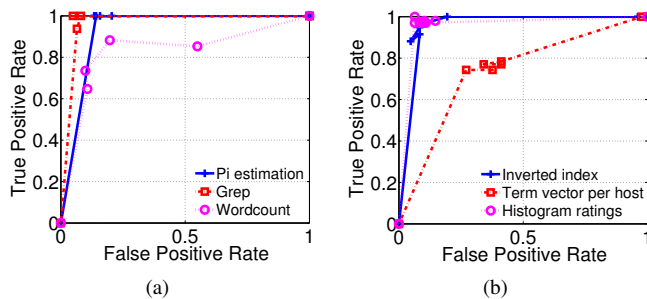 1
0.8
0.6
0.4
0.2
0
0
0.5
1
True Positive Rate
False Positive Rate
Pi estimation
Grep
Wordcount
(a)
1
0.8
0.6
0.4
0.2
0
0
0.5
1
True Positive Rate
False Positive Rate
Inverted index
Term vector per host
Histogram ratings
(b)